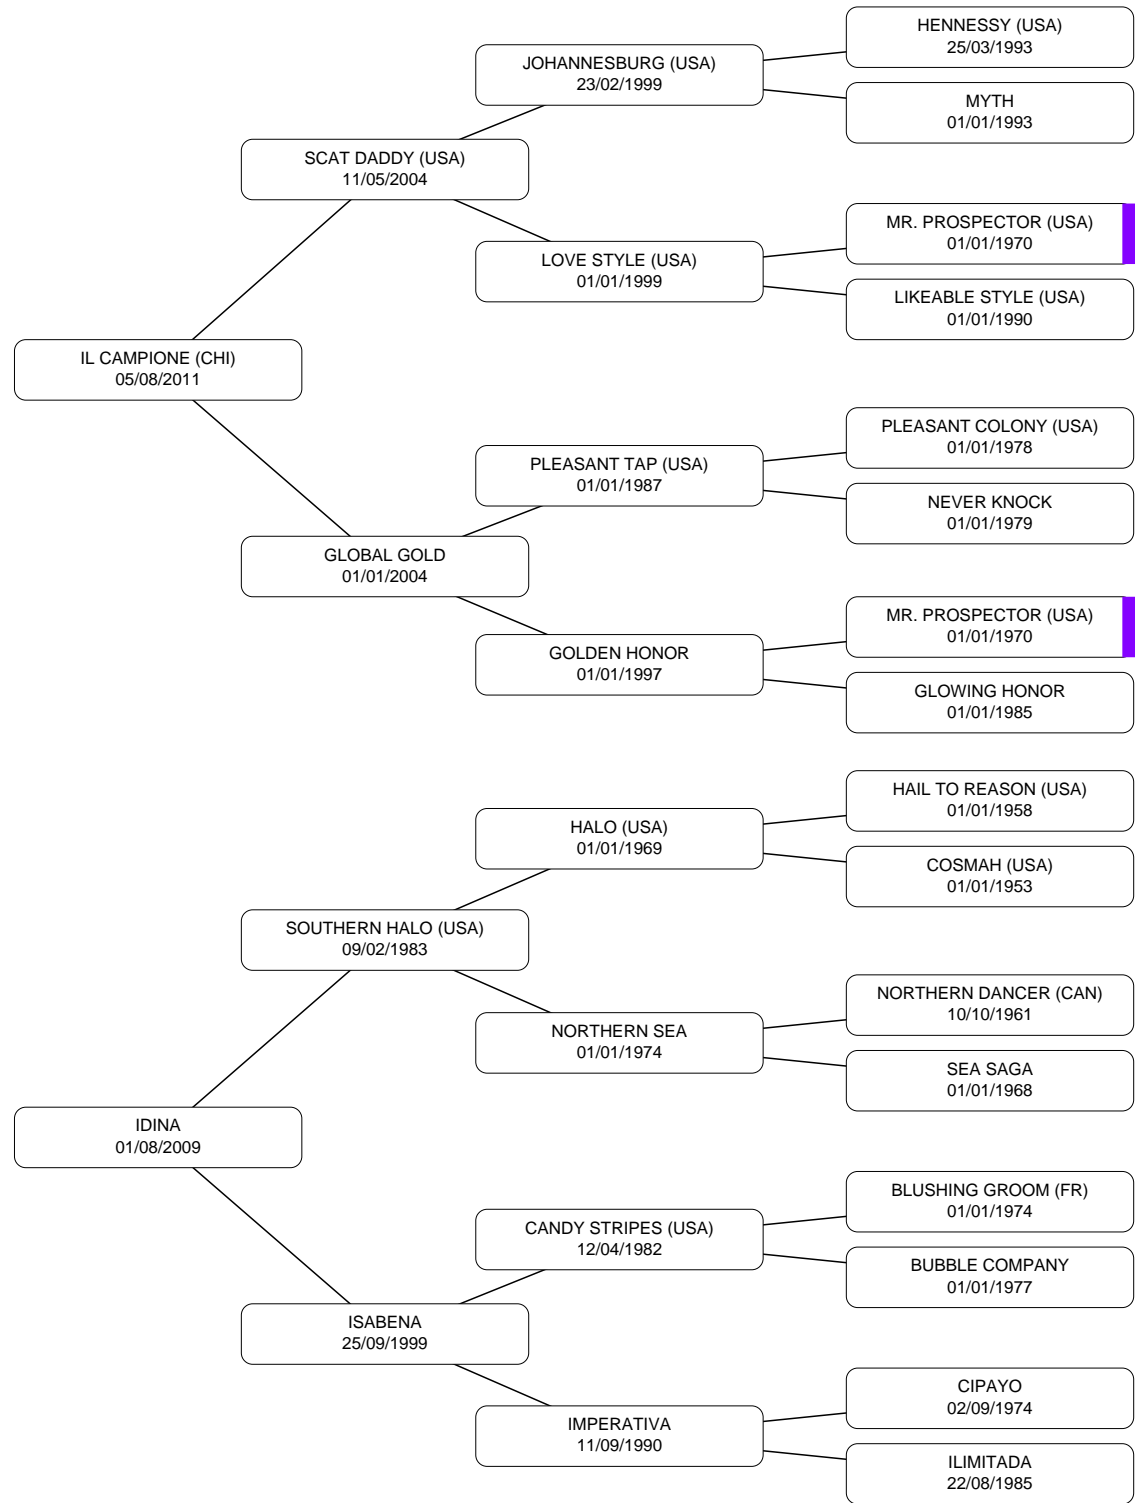 HENNESSY (USA)
25/03/1993
JOHANNESBURG (USA)
23/02/1999
MYTH
01/01/1993
SCAT DADDY (USA)
11/05/2004
MR. PROSPECTOR (USA)
01/01/1970
LOVE STYLE (USA)
01/01/1999
LIKEABLE STYLE (USA)
01/01/1990
IL CAMPIONE (CHI)
05/08/2011
PLEASANT COLONY (USA)
01/01/1978
PLEASANT TAP (USA)
01/01/1987
NEVER KNOCK
01/01/1979
GLOBAL GOLD
01/01/2004
MR. PROSPECTOR (USA)
01/01/1970
GOLDEN HONOR
01/01/1997
GLOWING HONOR
01/01/1985
HAIL TO REASON (USA)
01/01/1958
HALO (USA)
01/01/1969
COSMAH (USA)
01/01/1953
SOUTHERN HALO (USA)
09/02/1983
NORTHERN DANCER (CAN)
10/10/1961
NORTHERN SEA
01/01/1974
SEA SAGA
01/01/1968
IDINA
01/08/2009
BLUSHING GROOM (FR)
01/01/1974
CANDY STRIPES (USA)
12/04/1982
BUBBLE COMPANY
01/01/1977
ISABENA
25/09/1999
CIPAYO
02/09/1974
IMPERATIVA
11/09/1990
ILIMITADA
22/08/1985